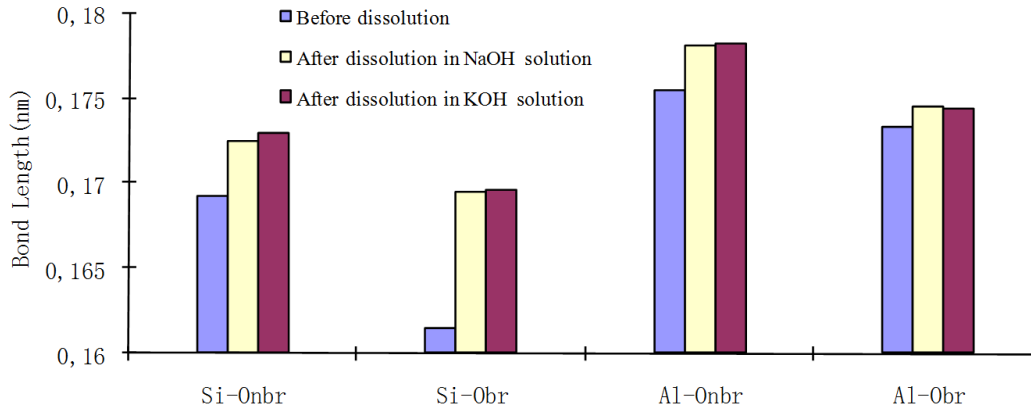 0,18
0,175
0,17
0,165
0,16
Bond Length(nm)
Before dissolution
After dissolution in NaOH solution
After dissolution in KOH solution
Si-Onbr Si-Obr Al-Onbr Al-Obr